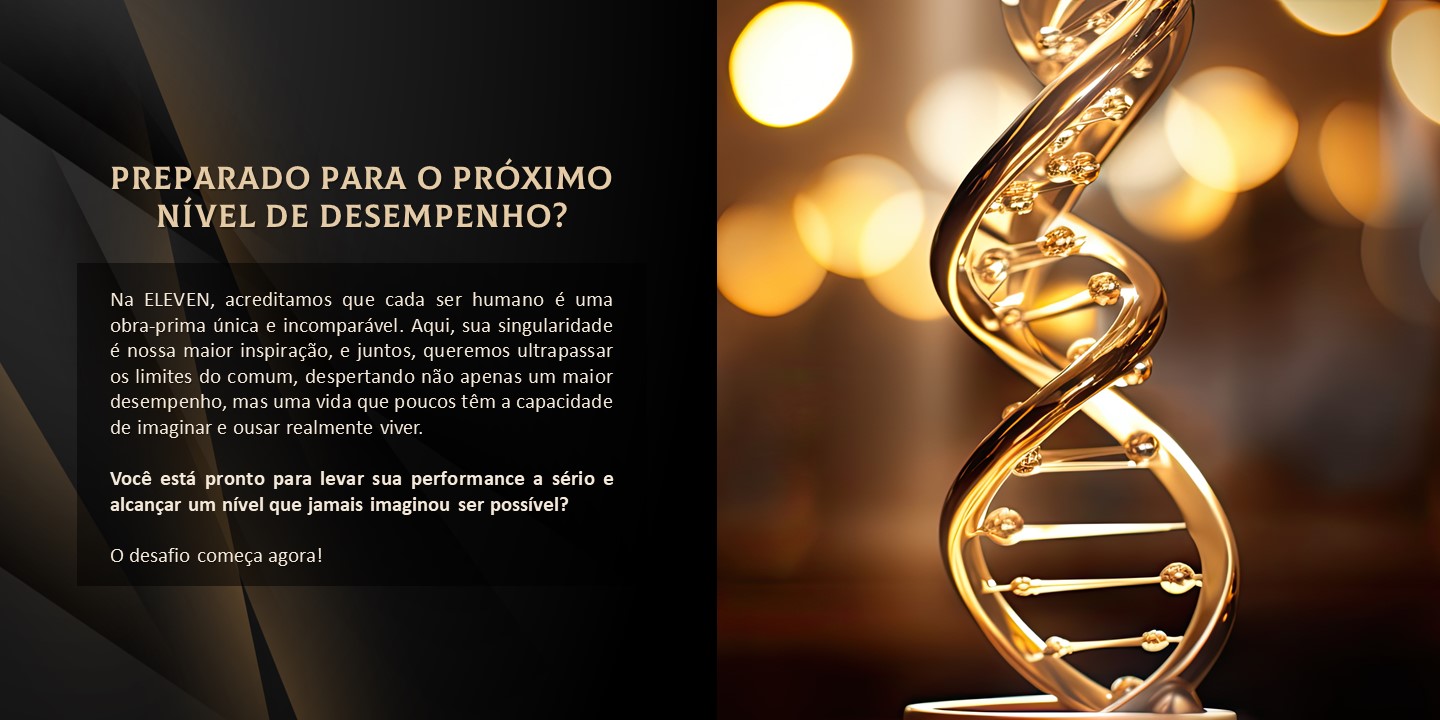 PREPARADO PARA O PRÓXIMO
NÍVEL DE DESEMPENHO?
Na ELEVEN, acreditamos que cada ser humano é uma
obra-prima única e incomparável. Aqui, sua singularidade
é nossa maior inspiração, e juntos, queremos ultrapassar
os limites do comum, despertando não apenas um maior
desempenho, mas uma vida que poucos têm a capacidade
de imaginar e ousar realmente viver.
Você está pronto para levar sua performance a sério e
alcançar um nível que jamais imaginou ser possível?
O desafio começa agora!